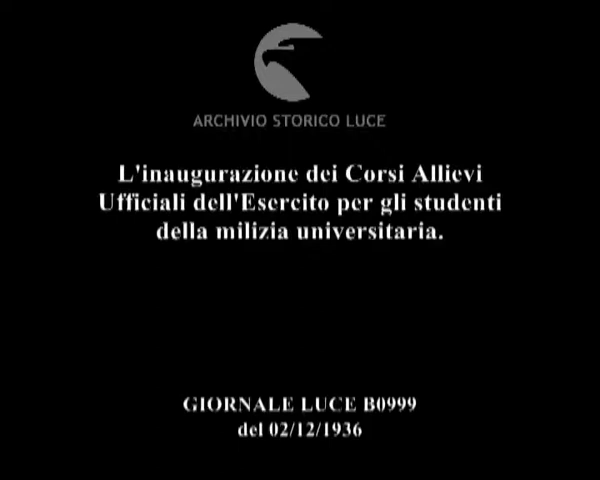 ARCHIVIO STORICO LUCE
L'inaugurazione dei Corsi Allievi
Ufficiali dell'Esercito per gli studenti
della milizia universitaria.
GIORNALE LUCE B0999
del 02/12/1936